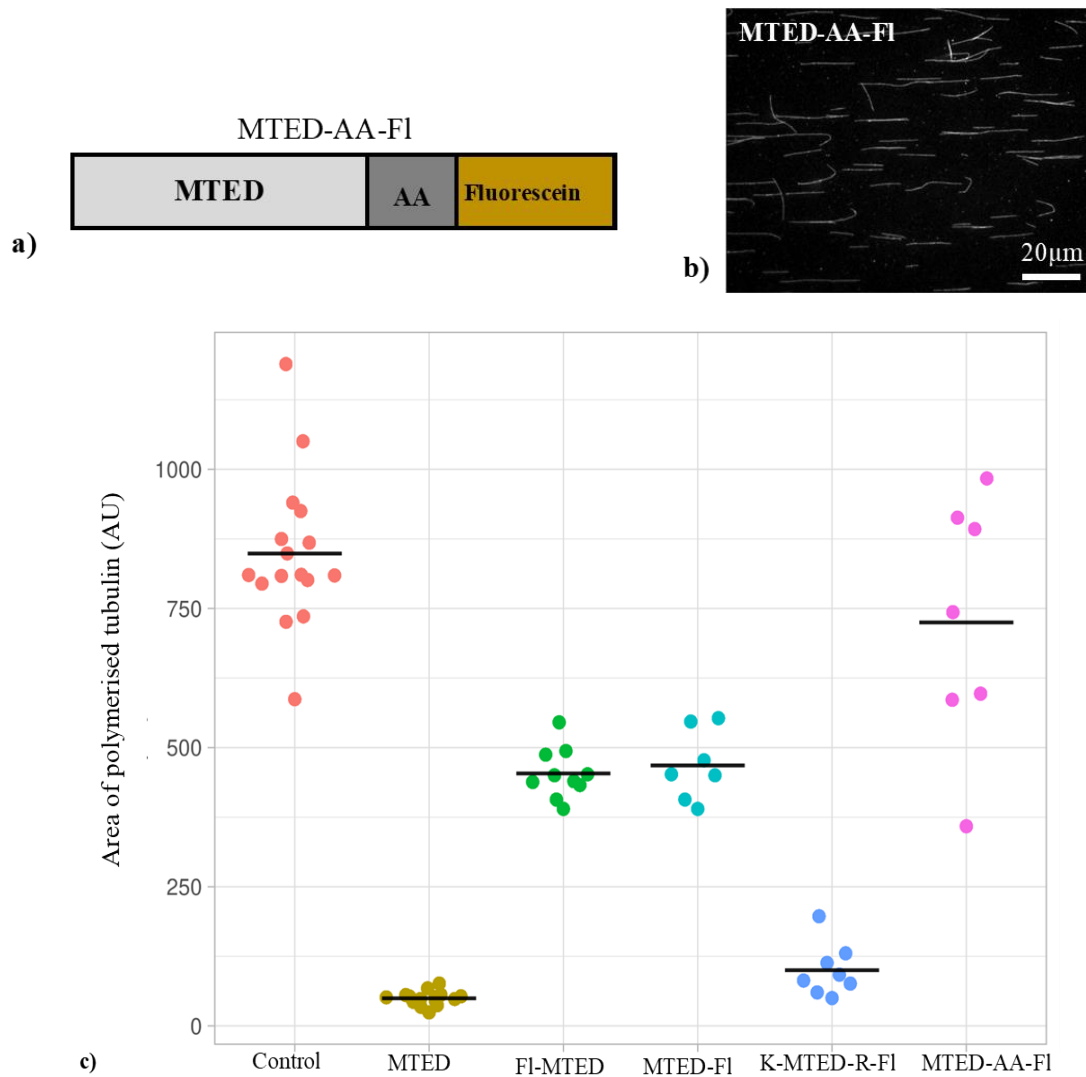 MTED-AA-Fl
MTED AA Fluorescein
a)
MTED-AA-Fl
20μm
b)
Area of polymerised tubulin (AU)
1000
750
500
250
0
Control MTED Fl-MTED MTED-Fl K-MTED-R-Fl MTED-AA-Fl
c)